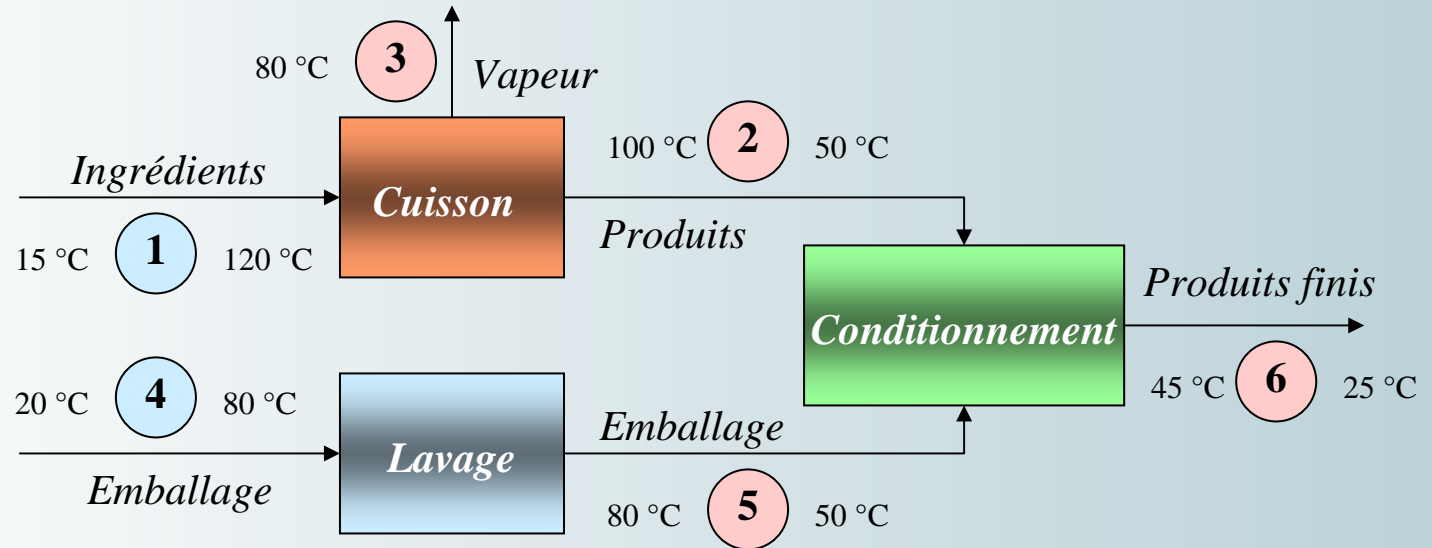 80 °C
3
Vapeur
100 °C
2
50 °C
Ingrédients
Cuisson
Produits
15 °C
1
120 °C
Produits finis
Conditionnement
20 °C
4
80 °C
45 °C
6
25 °C
Emballage
Lavage
Emballage
80 °C
5
50 °C